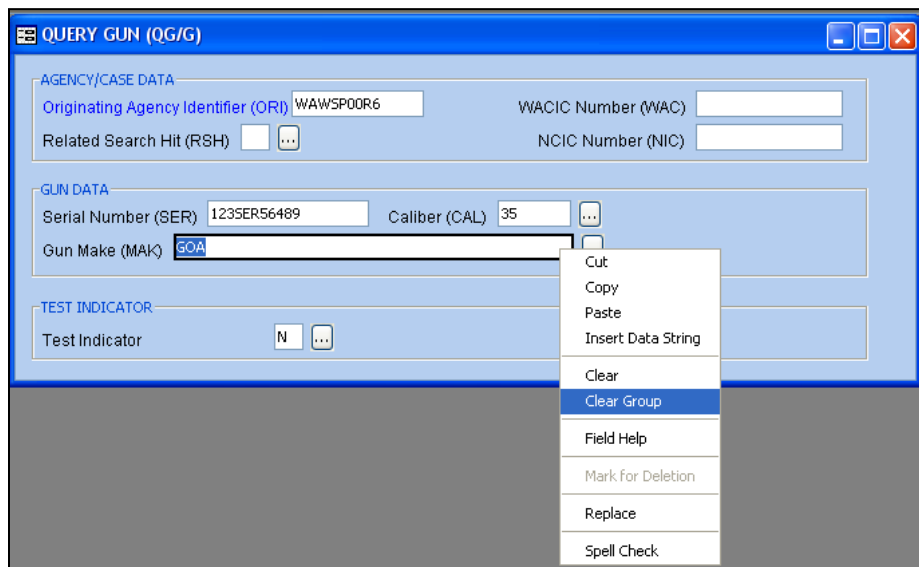 QUERY GUN (QG/G)
AGENCY/CASE DATA
Originating Agency Identifier (ORI) WAWSP00R6 WACIC Number (WAC)
Related Search Hit (RSH) ... NCIC Number (NIC)
GUN DATA
Serial Number (SER) 123SER56489 Caliber (CAL) 35 ...
Gun Make (MAK) GOA
Cut
Copy
Paste
Insert Data String
Clear
Clear Group
Field Help
Mark for Deletion
Replace
Spell Check
TEST INDICATOR
Test Indicator N ...